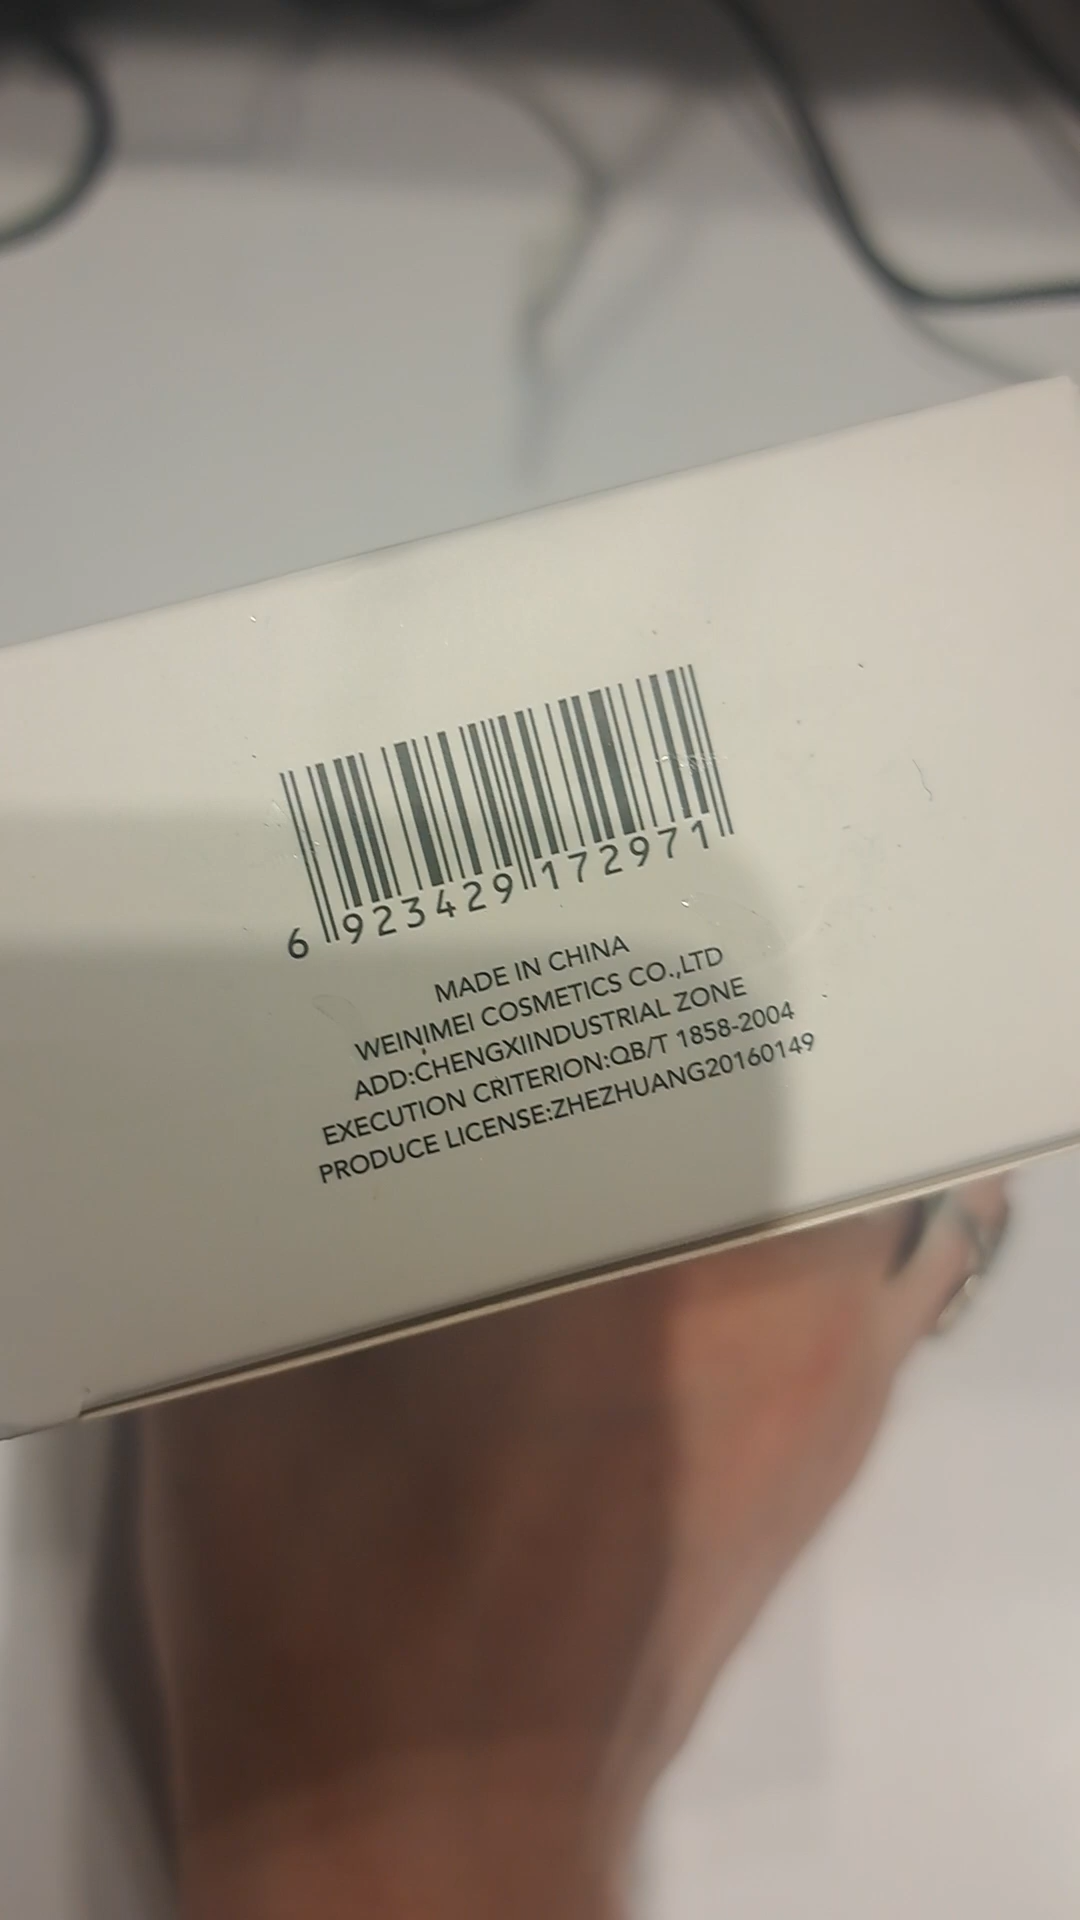 6 923429 172971
MADE IN CHINA
WEINIMEI COSMETICS CO.,LTD
ADD:CHENGXIINDUSTRIAL ZONE
EXECUTION CRITERION:QB/T 1858-2004
PRODUCE LICENSE:ZHEZHUANG20160149